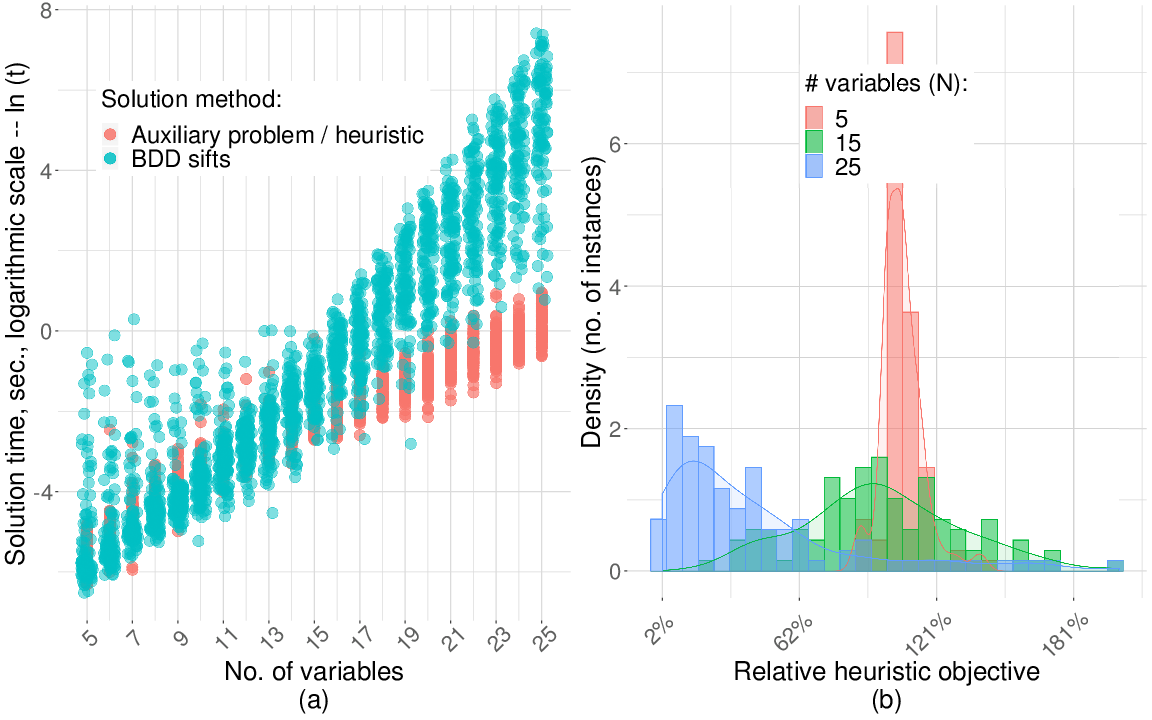 Solution time, sec., logarithmic scale -- ln (t)
8
4
0
-4
Solution method:
Auxiliary problem / heuristic
BDD sifts
5
7
9
11
13
15
17
19
21
23
25
No. of variables
(a)
Density (no. of instances)
6
4
2
0
# variables (N):
5
15
25
2%
62%
121%
181%
Relative heuristic objective
(b)